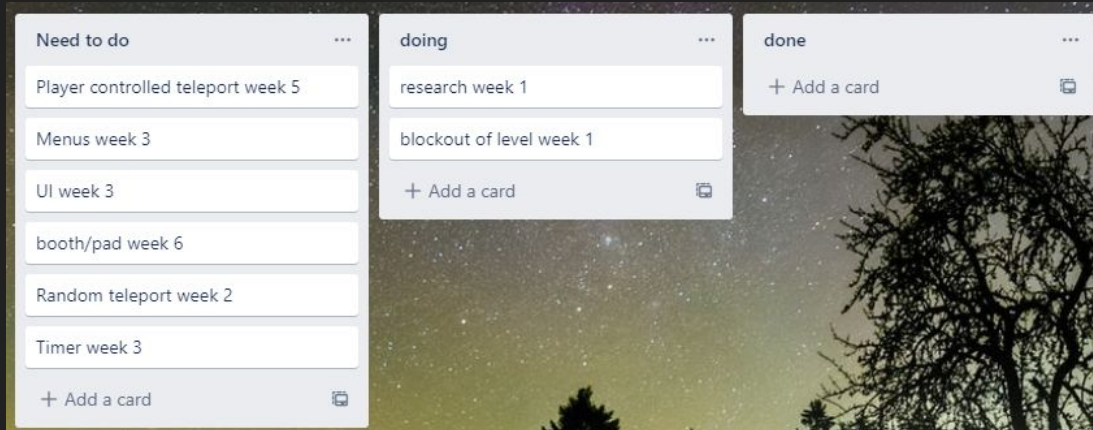 Need to do
Player controlled teleport week 5
Menus week 3
UI week 3
booth/pad week 6
Random teleport week 2
Timer week 3
+ Add a card
doing
research week 1
blockout of level week 1
+ Add a card
done
+ Add a card